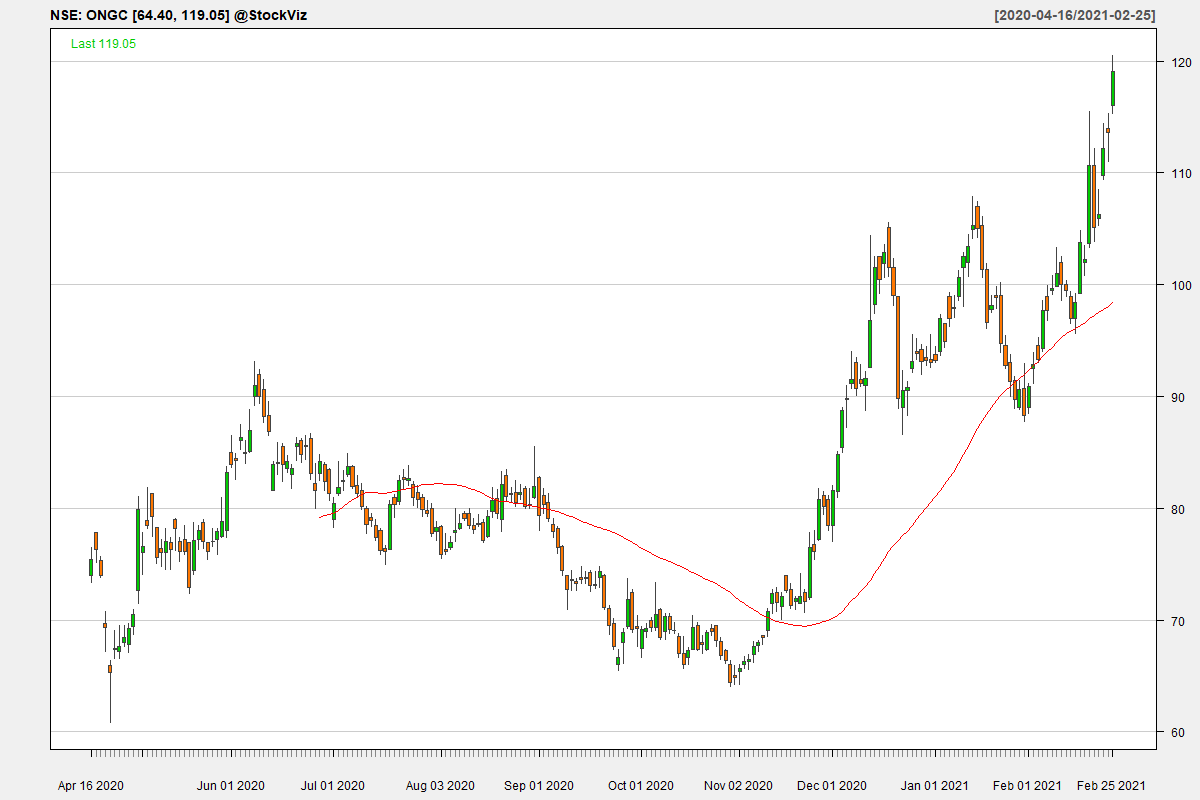 NSE: ONGC [64.40, 119.05] @StockViz [2020-04-16/2021-02-25]
Last 119.05
120
110
100
90
80
70
60
Apr 16 2020 Jun 01 2020 Jul 01 2020 Aug 03 2020 Sep 01 2020 Oct 01 2020 Nov 02 2020 Dec 01 2020 Jan 01 2021 Feb 01 2021 Feb 25 2021